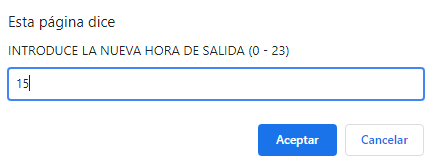 Esta página dice
INTRODUCE LA NUEVA HORA DE SALIDA (0 - 23)
15
Aceptar Cancelar